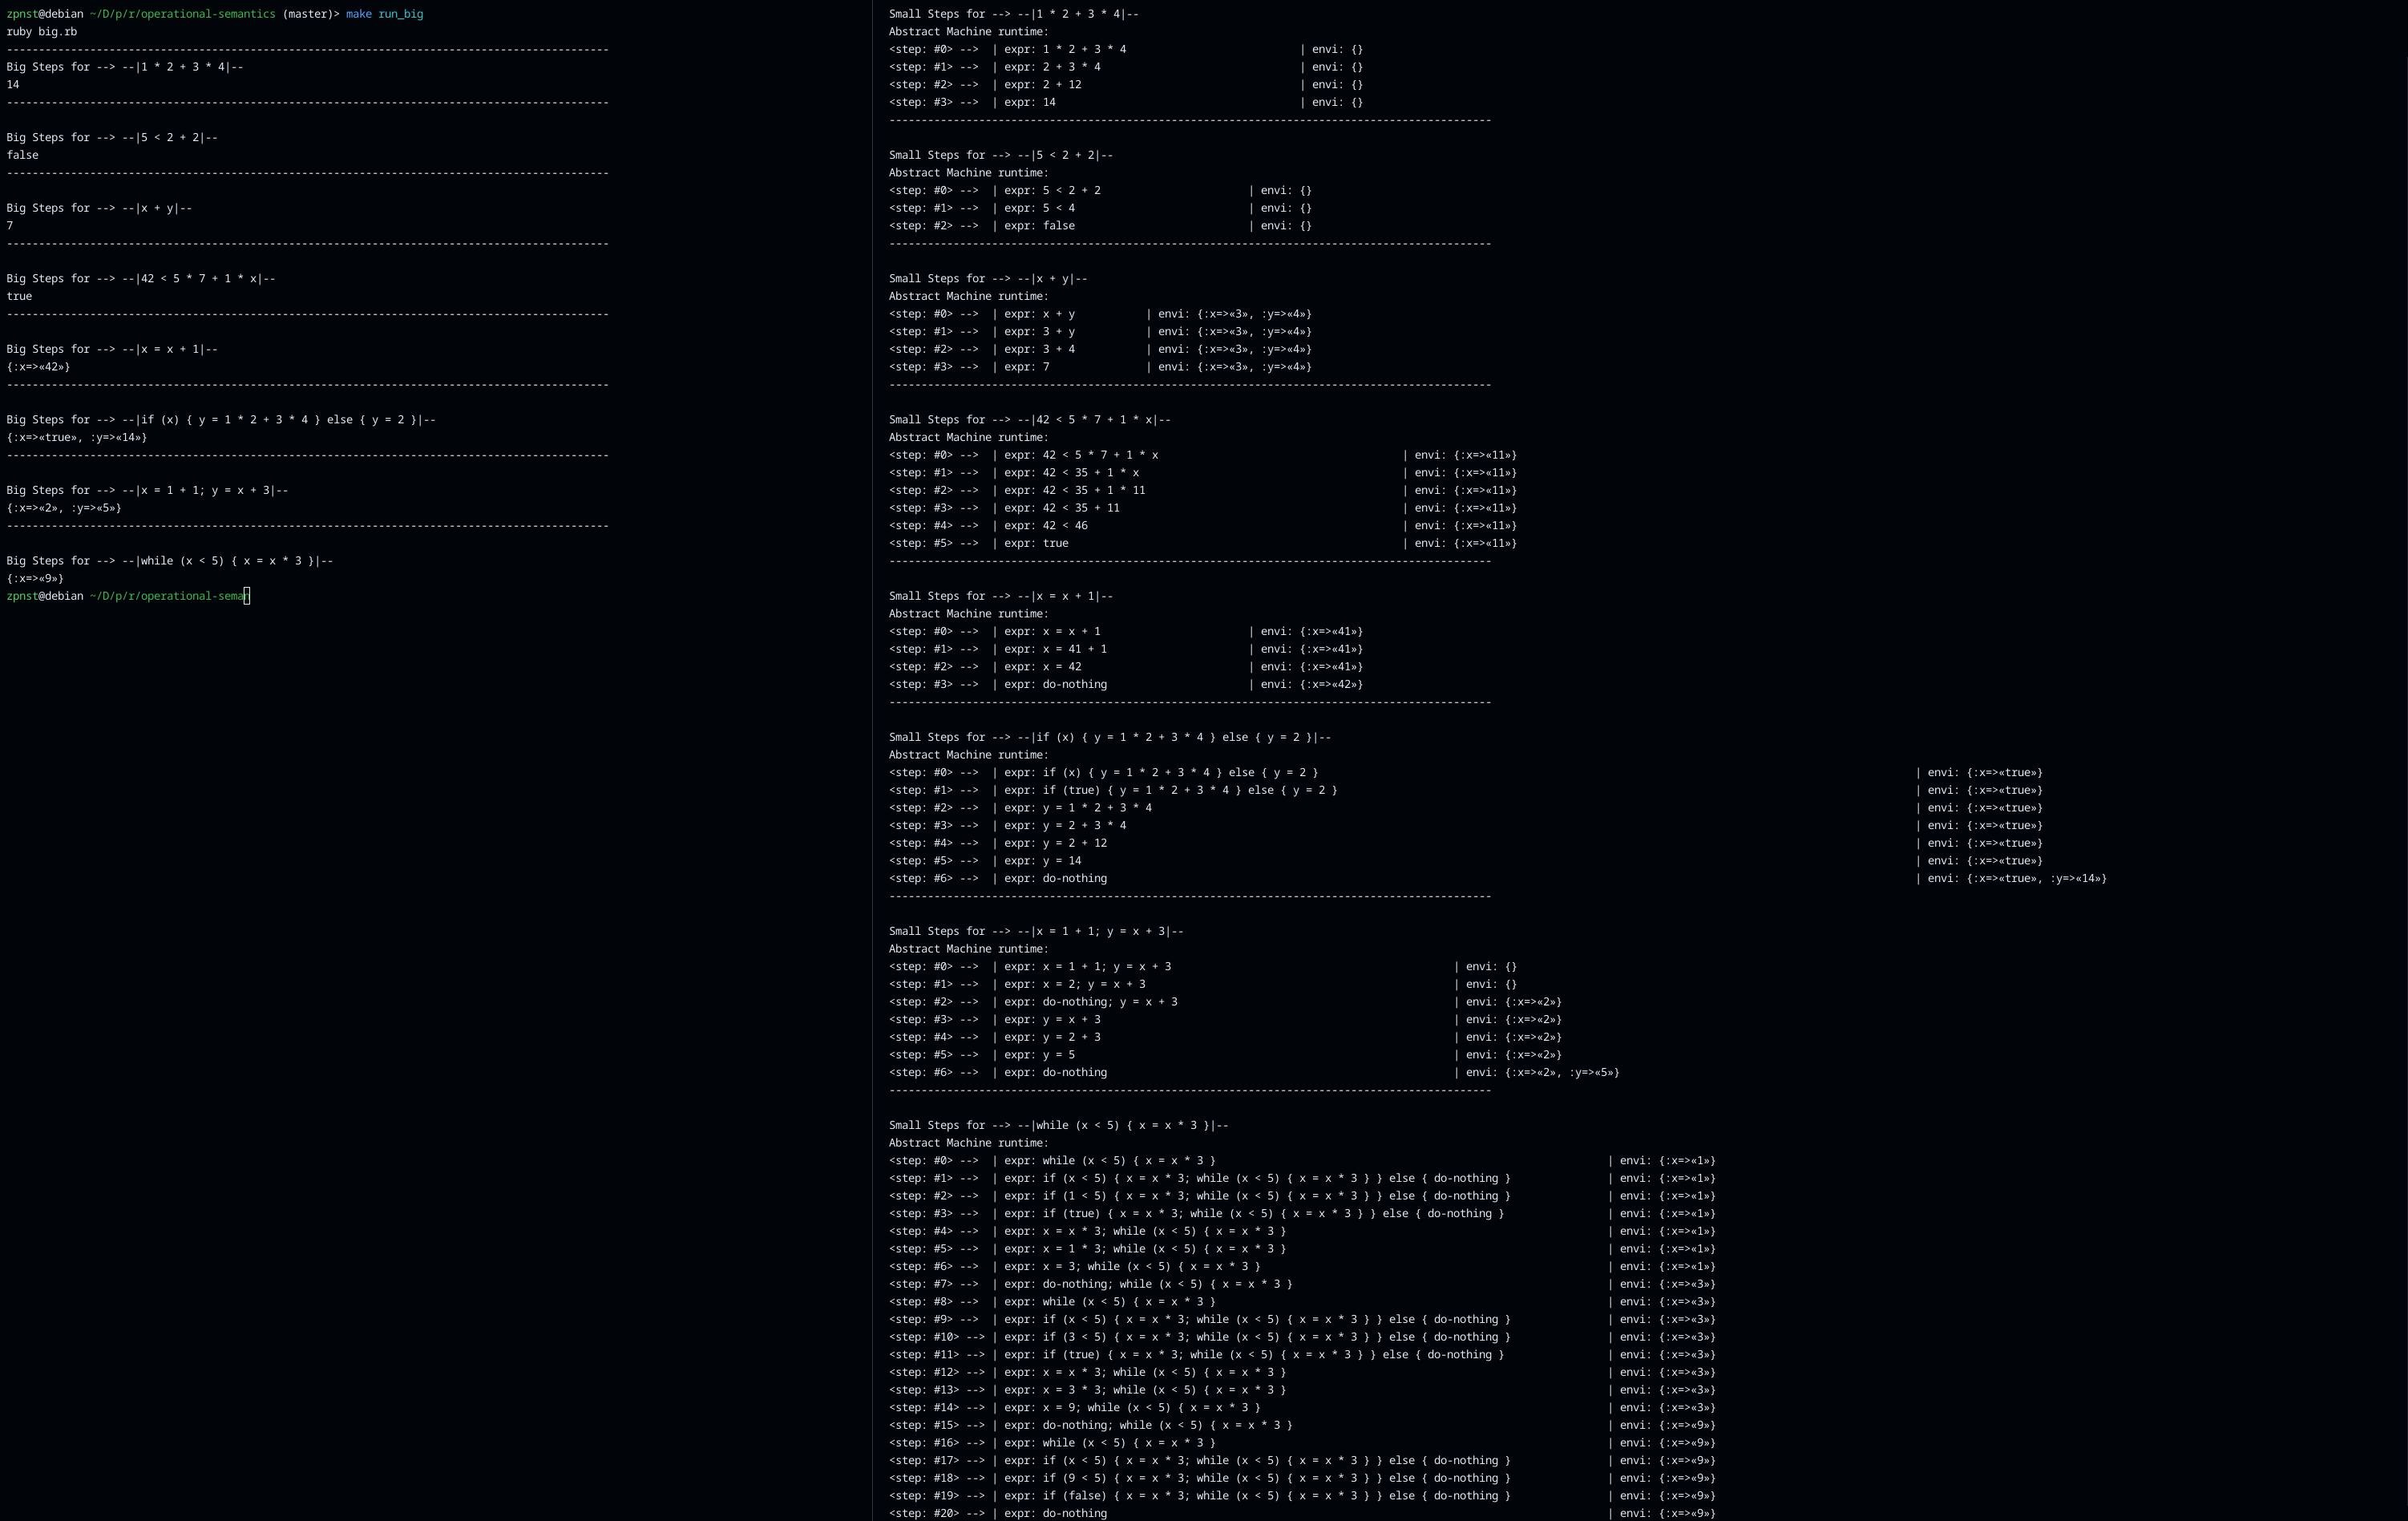 zpnst@debian ~/D/p/r/operational-semantics (master)> make run_big
ruby big.rb
----------------------------------------------------------------------------------------------
Big Steps for --> --|1 * 2 + 3 * 4|--
14
----------------------------------------------------------------------------------------------
Big Steps for --> --|5 < 2 + 2|--
false
----------------------------------------------------------------------------------------------
Big Steps for --> --|x + y|--
7
----------------------------------------------------------------------------------------------
Big Steps for --> --|42 < 5 * 7 + 1 * x|--
true
----------------------------------------------------------------------------------------------
Big Steps for --> --|x = x + 1|--
{:x=>«42»}
----------------------------------------------------------------------------------------------
Big Steps for --> --|if (x) { y = 1 * 2 + 3 * 4 } else { y = 2 }|--
{:x=>«true», :y=>«14»}
----------------------------------------------------------------------------------------------
Big Steps for --> --|x = 1 + 1; y = x + 3|--
{:x=>«2», :y=>«5»}
----------------------------------------------------------------------------------------------
Big Steps for --> --|while (x < 5) { x = x * 3 }|--
{:x=>«9»}
zpnst@debian ~/D/p/r/operational-seman
Small Steps for --> --|1 * 2 + 3 * 4|--
Abstract Machine runtime:
<step: #0> --> | expr: 1 * 2 + 3 * 4 | envi: {}
<step: #1> --> | expr: 2 + 3 * 4 | envi: {}
<step: #2> --> | expr: 2 + 12 | envi: {}
<step: #3> --> | expr: 14 | envi: {}
----------------------------------------------------------------------------------------------
Small Steps for --> --|5 < 2 + 2|--
Abstract Machine runtime:
<step: #0> --> | expr: 5 < 2 + 2 | envi: {}
<step: #1> --> | expr: 5 < 4 | envi: {}
<step: #2> --> | expr: false | envi: {}
----------------------------------------------------------------------------------------------
Small Steps for --> --|x + y|--
Abstract Machine runtime:
<step: #0> --> | expr: x + y | envi: {:x=>«3», :y=>«4»}
<step: #1> --> | expr: 3 + y | envi: {:x=>«3», :y=>«4»}
<step: #2> --> | expr: 3 + 4 | envi: {:x=>«3», :y=>«4»}
<step: #3> --> | expr: 7 | envi: {:x=>«3», :y=>«4»}
----------------------------------------------------------------------------------------------
Small Steps for --> --|42 < 5 * 7 + 1 * x|--
Abstract Machine runtime:
<step: #0> --> | expr: 42 < 5 * 7 + 1 * x | envi: {:x=>«11»}
<step: #1> --> | expr: 42 < 35 + 1 * x | envi: {:x=>«11»}
<step: #2> --> | expr: 42 < 35 + 1 * 11 | envi: {:x=>«11»}
<step: #3> --> | expr: 42 < 35 + 11 | envi: {:x=>«11»}
<step: #4> --> | expr: 42 < 46 | envi: {:x=>«11»}
<step: #5> --> | expr: true | envi: {:x=>«11»}
----------------------------------------------------------------------------------------------
Small Steps for --> --|x = x + 1|--
Abstract Machine runtime:
<step: #0> --> | expr: x = x + 1 | envi: {:x=>«41»}
<step: #1> --> | expr: x = 41 + 1 | envi: {:x=>«41»}
<step: #2> --> | expr: x = 42 | envi: {:x=>«41»}
<step: #3> --> | expr: do-nothing | envi: {:x=>«42»}
----------------------------------------------------------------------------------------------
Small Steps for --> --|if (x) { y = 1 * 2 + 3 * 4 } else { y = 2 }|--
Abstract Machine runtime:
<step: #0> --> | expr: if (x) { y = 1 * 2 + 3 * 4 } else { y = 2 } | envi: {:x=>«true»}
<step: #1> --> | expr: if (true) { y = 1 * 2 + 3 * 4 } else { y = 2 } | envi: {:x=>«true»}
<step: #2> --> | expr: y = 1 * 2 + 3 * 4 | envi: {:x=>«true»}
<step: #3> --> | expr: y = 2 + 3 * 4 | envi: {:x=>«true»}
<step: #4> --> | expr: y = 2 + 12 | envi: {:x=>«true»}
<step: #5> --> | expr: y = 14 | envi: {:x=>«true»}
<step: #6> --> | expr: do-nothing | envi: {:x=>«true», :y=>«14»}
----------------------------------------------------------------------------------------------
Small Steps for --> --|x = 1 + 1; y = x + 3|--
Abstract Machine runtime:
<step: #0> --> | expr: x = 1 + 1; y = x + 3 | envi: {}
<step: #1> --> | expr: x = 2; y = x + 3 | envi: {}
<step: #2> --> | expr: do-nothing; y = x + 3 | envi: {:x=>«2»}
<step: #3> --> | expr: y = x + 3 | envi: {:x=>«2»}
<step: #4> --> | expr: y = 2 + 3 | envi: {:x=>«2»}
<step: #5> --> | expr: y = 5 | envi: {:x=>«2»}
<step: #6> --> | expr: do-nothing | envi: {:x=>«2», :y=>«5»}
----------------------------------------------------------------------------------------------
Small Steps for --> --|while (x < 5) { x = x * 3 }|--
Abstract Machine runtime:
<step: #0> --> | expr: while (x < 5) { x = x * 3 } | envi: {:x=>«1»}
<step: #1> --> | expr: if (x < 5) { x = x * 3; while (x < 5) { x = x * 3 } } else { do-nothing } | envi: {:x=>«1»}
<step: #2> --> | expr: if (1 < 5) { x = x * 3; while (x < 5) { x = x * 3 } } else { do-nothing } | envi: {:x=>«1»}
<step: #3> --> | expr: if (true) { x = x * 3; while (x < 5) { x = x * 3 } } else { do-nothing } | envi: {:x=>«1»}
<step: #4> --> | expr: x = x * 3; while (x < 5) { x = x * 3 } | envi: {:x=>«1»}
<step: #5> --> | expr: x = 1 * 3; while (x < 5) { x = x * 3 } | envi: {:x=>«1»}
<step: #6> --> | expr: x = 3; while (x < 5) { x = x * 3 } | envi: {:x=>«1»}
<step: #7> --> | expr: do-nothing; while (x < 5) { x = x * 3 } | envi: {:x=>«3»}
<step: #8> --> | expr: while (x < 5) { x = x * 3 } | envi: {:x=>«3»}
<step: #9> --> | expr: if (x < 5) { x = x * 3; while (x < 5) { x = x * 3 } } else { do-nothing } | envi: {:x=>«3»}
<step: #10> --> | expr: if (3 < 5) { x = x * 3; while (x < 5) { x = x * 3 } } else { do-nothing } | envi: {:x=>«3»}
<step: #11> --> | expr: if (true) { x = x * 3; while (x < 5) { x = x * 3 } } else { do-nothing } | envi: {:x=>«3»}
<step: #12> --> | expr: x = x * 3; while (x < 5) { x = x * 3 } | envi: {:x=>«3»}
<step: #13> --> | expr: x = 3 * 3; while (x < 5) { x = x * 3 } | envi: {:x=>«3»}
<step: #14> --> | expr: x = 9; while (x < 5) { x = x * 3 } | envi: {:x=>«3»}
<step: #15> --> | expr: do-nothing; while (x < 5) { x = x * 3 } | envi: {:x=>«9»}
<step: #16> --> | expr: while (x < 5) { x = x * 3 } | envi: {:x=>«9»}
<step: #17> --> | expr: if (x < 5) { x = x * 3; while (x < 5) { x = x * 3 } } else { do-nothing } | envi: {:x=>«9»}
<step: #18> --> | expr: if (9 < 5) { x = x * 3; while (x < 5) { x = x * 3 } } else { do-nothing } | envi: {:x=>«9»}
<step: #19> --> | expr: if (false) { x = x * 3; while (x < 5) { x = x * 3 } } else { do-nothing } | envi: {:x=>«9»}
<step: #20> --> | expr: do-nothing | envi: {:x=>«9»}